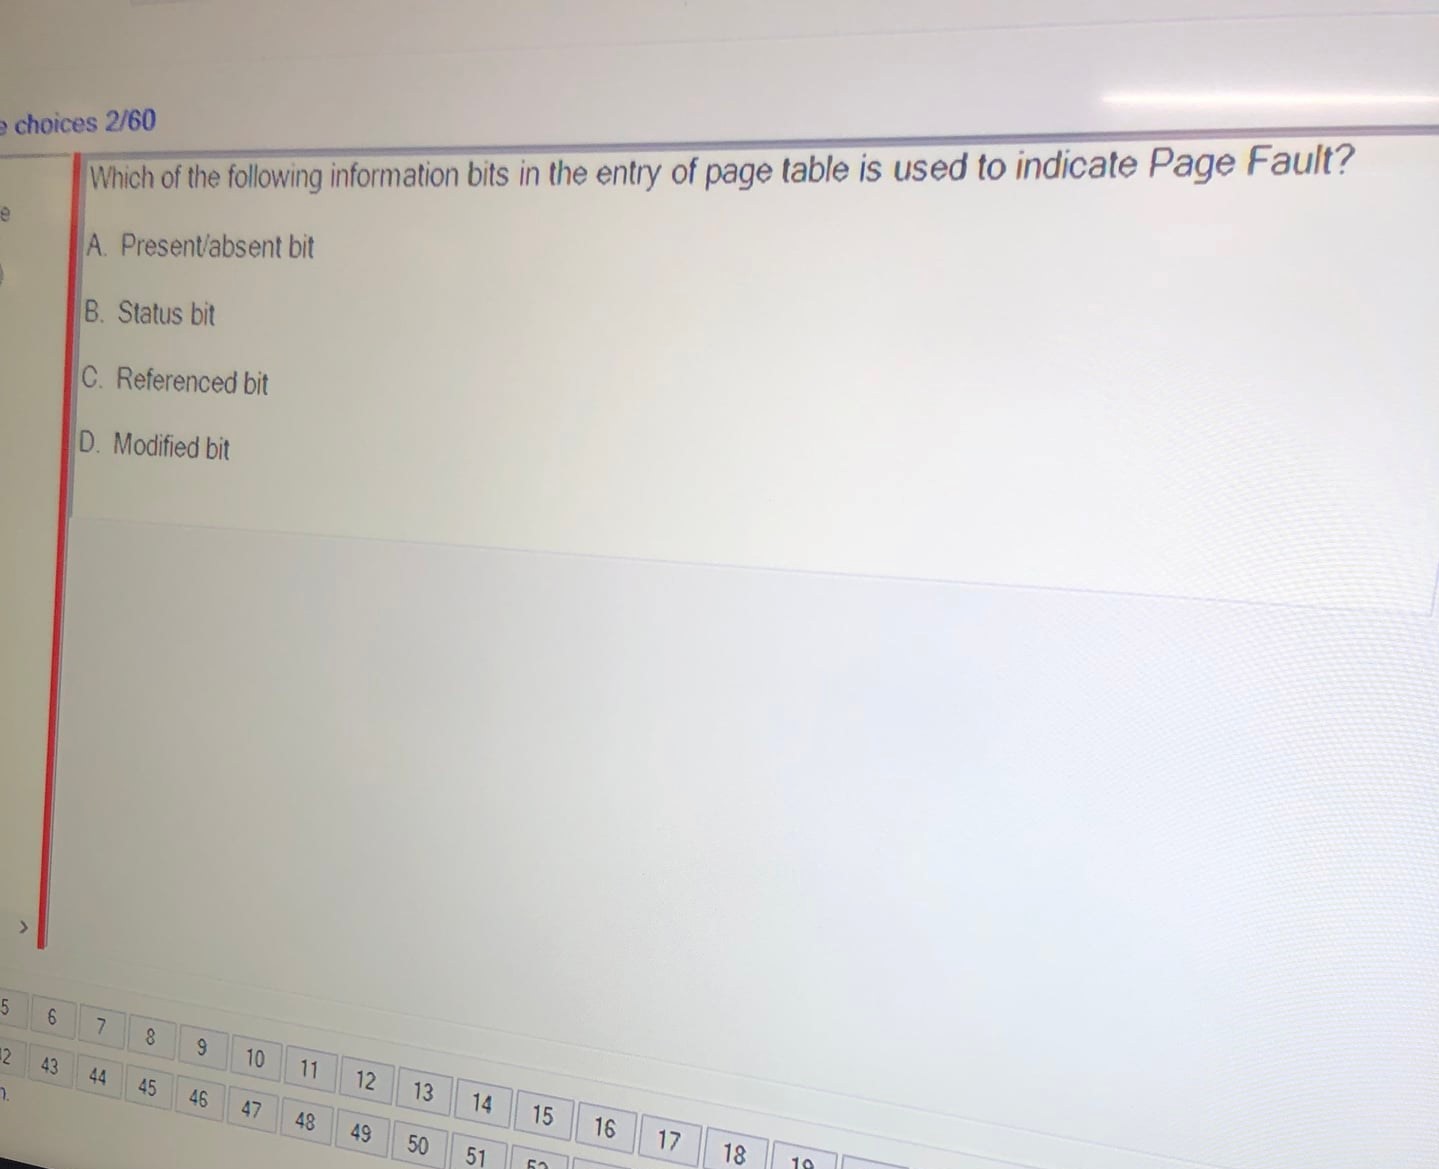 choices 2/60
Which of the following information bits in the entry of page table is used to indicate Page Fault?
e
A. Present/absent bit
B. Status bit
C. Referenced bit
D. Modified bit
>
5 6 7 8 9 10 11 12 13 14 15 16 17 18 19
43 44 45 46 47 48 49 50 51